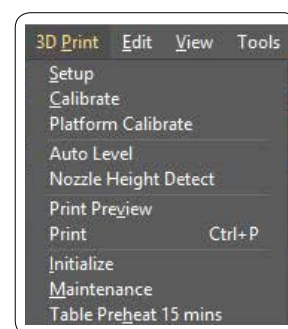 3D Print Edit View Tools
Setup
Calibrate
Platform Calibrate
Auto Level
Nozzle Height Detect
Print Preview
Print Ctrl+P
Initialize
Maintenance
Table Preheat 15 mins